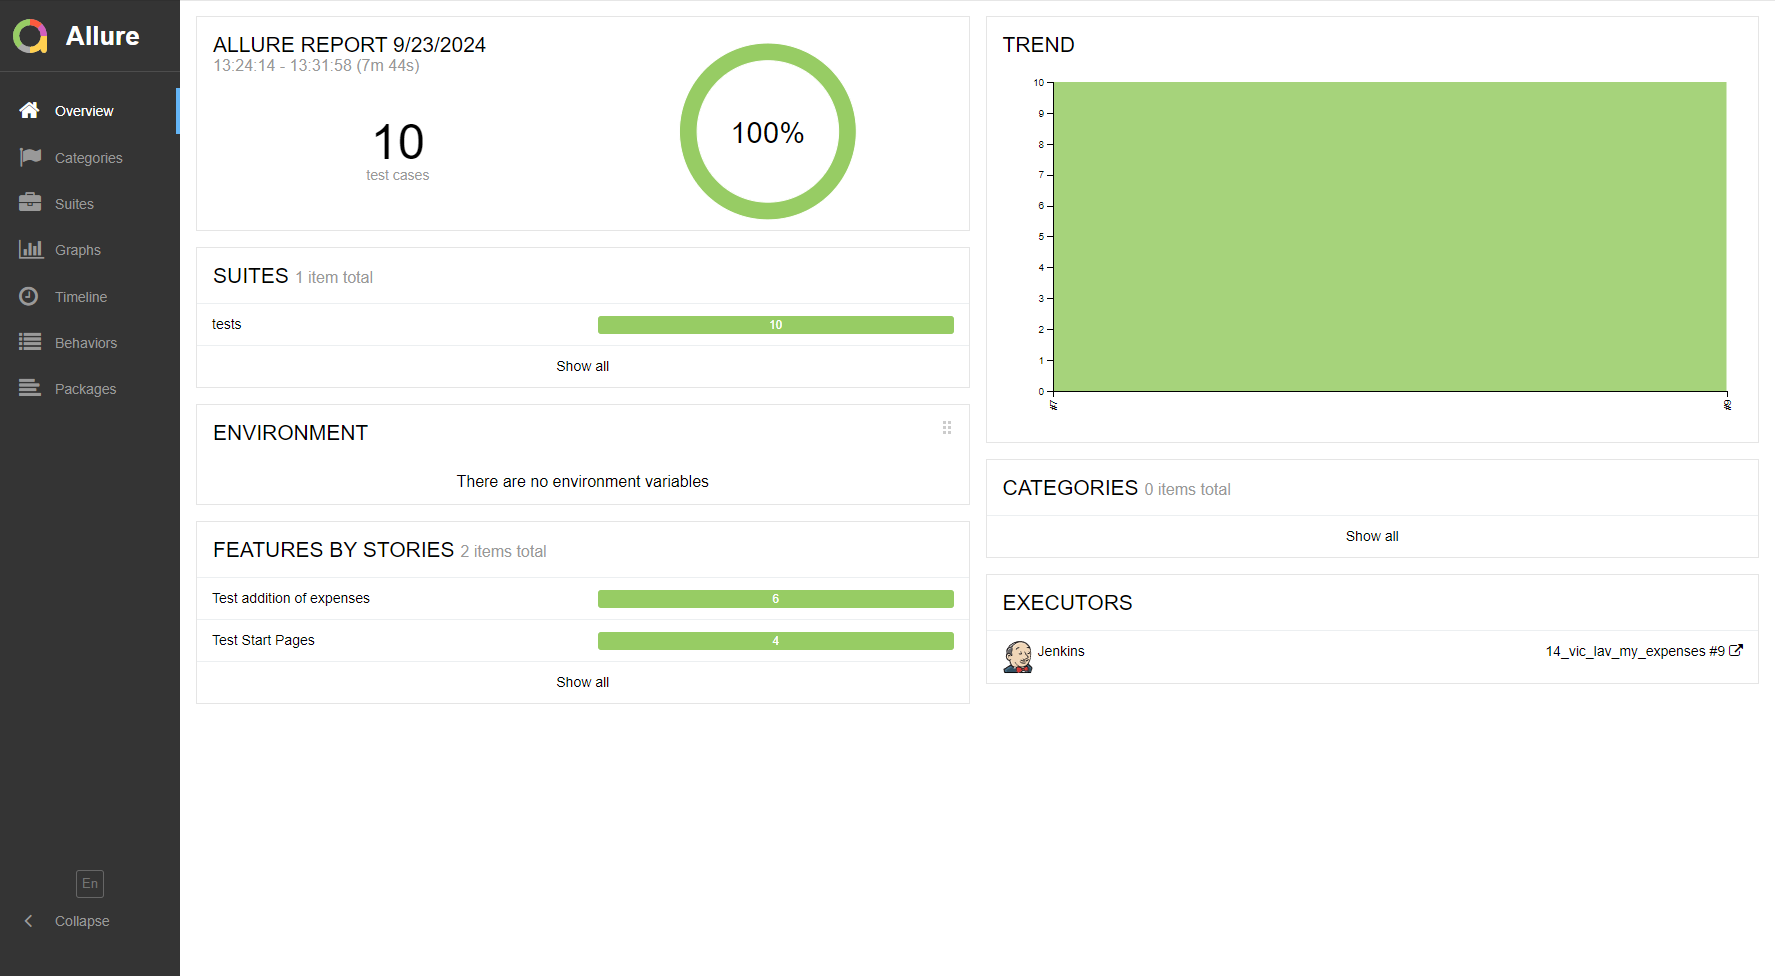 Allure
Overview
Categories
Suites
Graphs
Timeline
Behaviors
Packages
En
Collapse
ALLURE REPORT 9/23/2024
13:24:14 - 13:31:58 (7m 44s)
10
test cases
100%
SUITES 1 item total
tests 10
Show all
ENVIRONMENT
There are no environment variables
FEATURES BY STORIES 2 items total
Test addition of expenses 6
Test Start Pages 4
Show all
TREND
10
9
8
7
6
5
4
3
2
1
0
#7 #9
CATEGORIES 0 items total
Show all
EXECUTORS
Jenkins 14_vic_lav_my_expenses #9